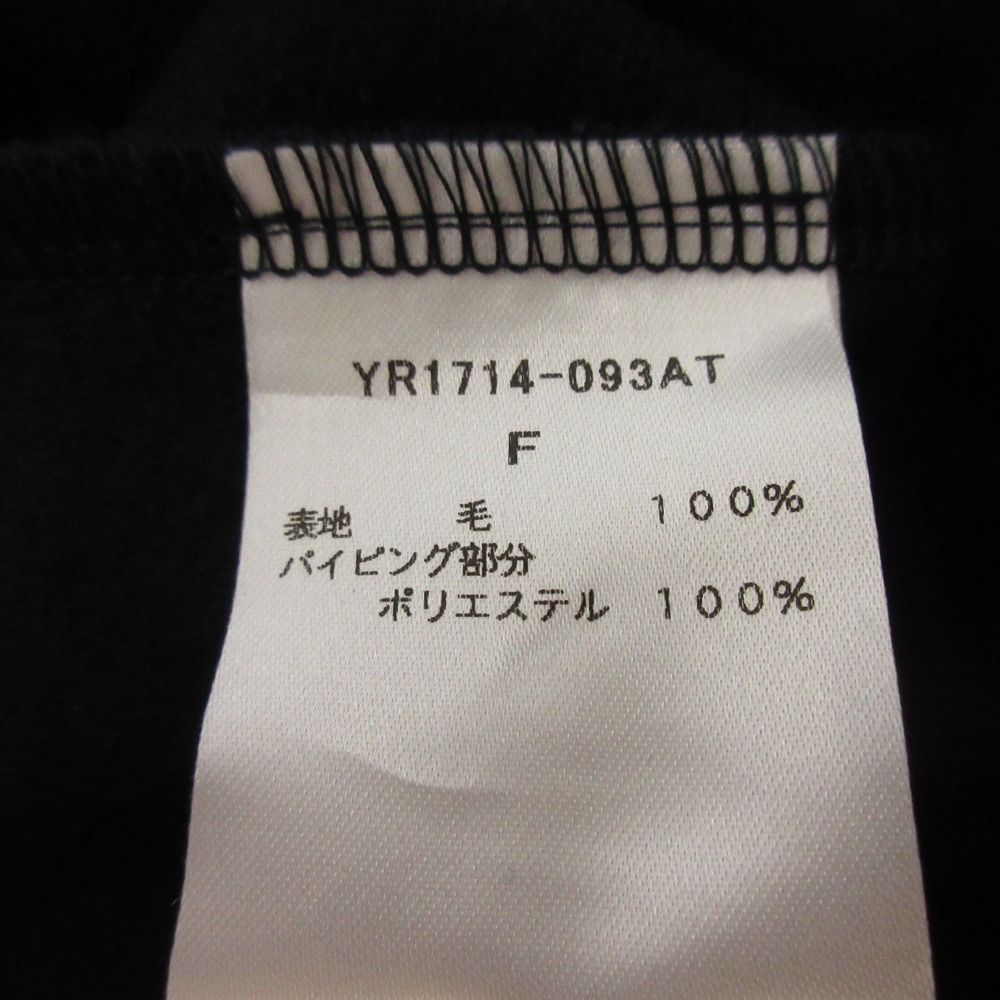 YR1714-093AT
F
表地 毛 100%
パイピング部分
ポリエステル 100%